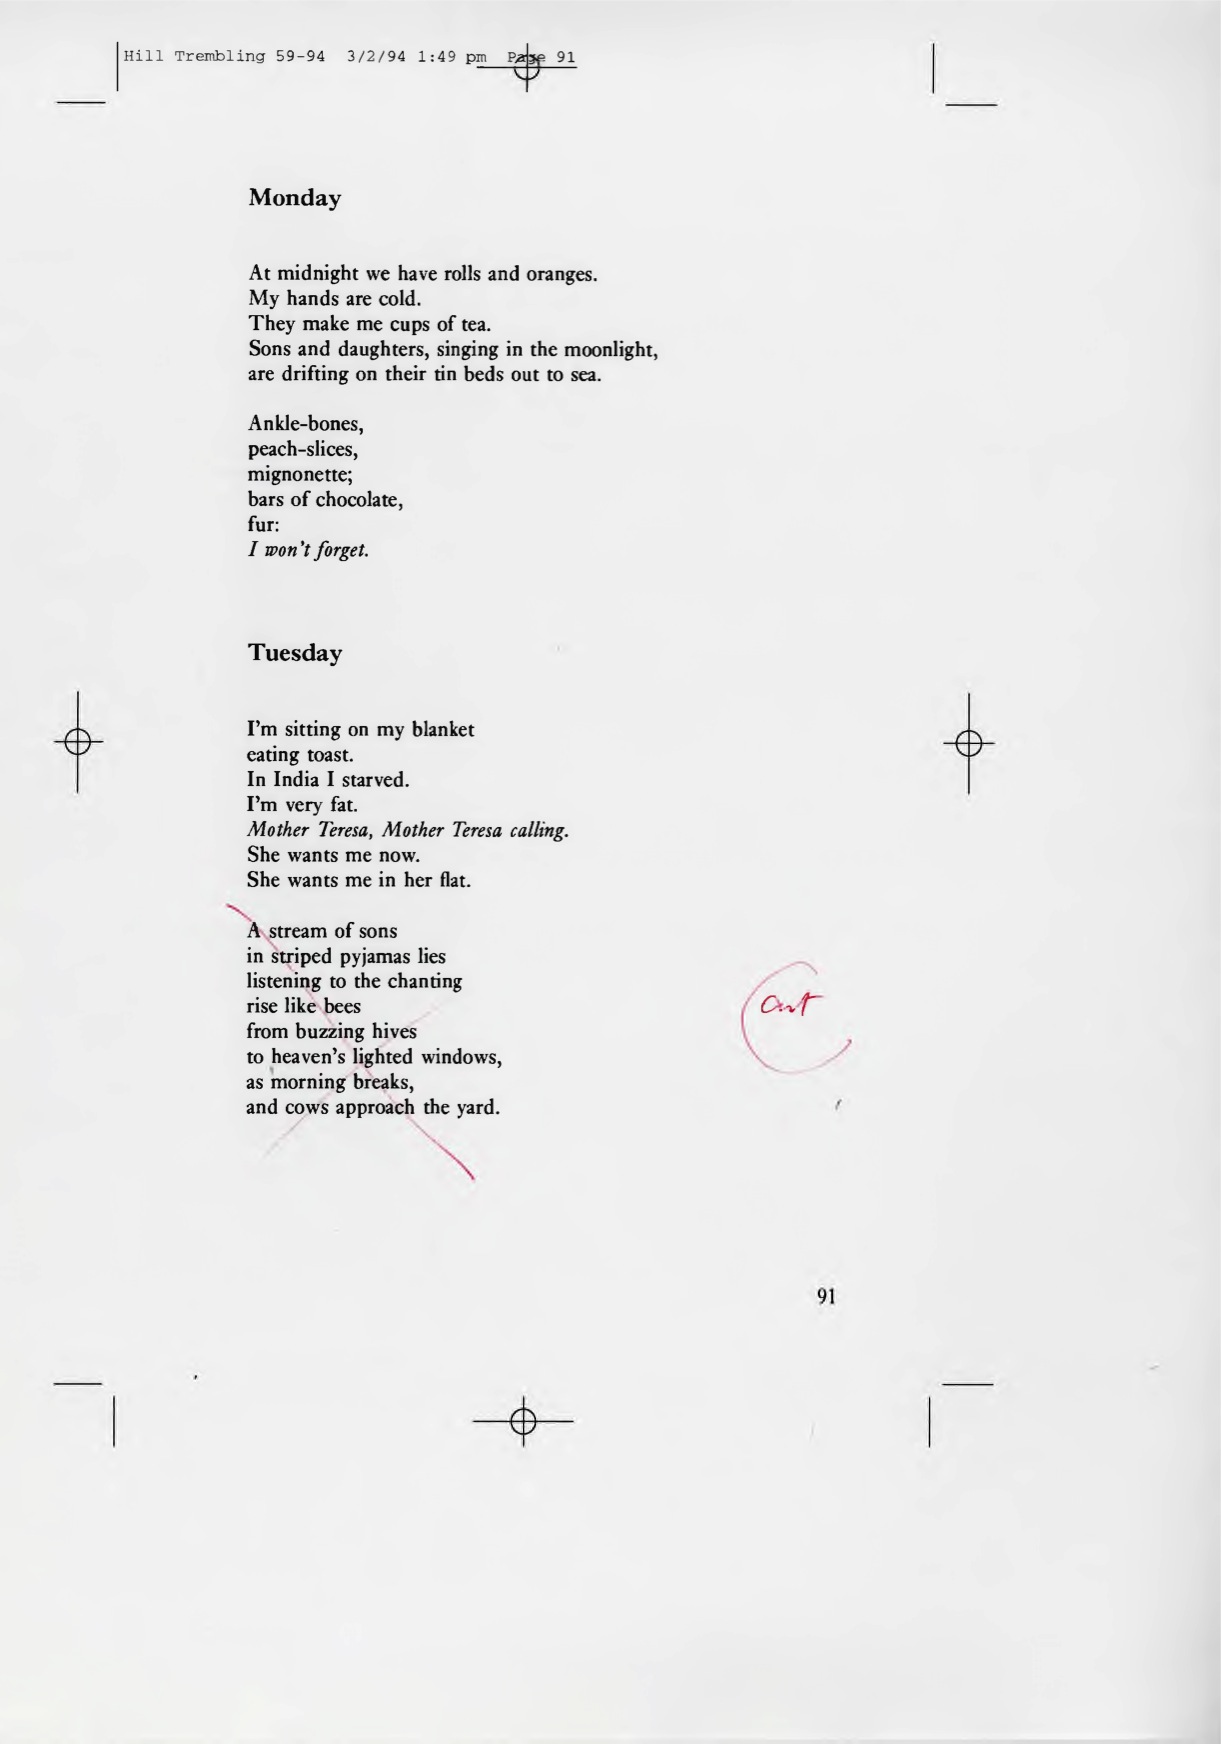 Hill Trembling 59-94 3/2/94 1:49 pm Page 91
Monday
At midnight we have rolls and oranges.
My hands are cold.
They make me cups of tea.
Sons and daughters, singing in the moonlight,
are drifting on their tin beds out to sea.
Ankle-bones,
peach-slices,
mignonette;
bars of chocolate,
fur:
I won't forget.
Tuesday
I'm sitting on my blanket
eating toast.
In India I starved.
I'm very fat.
Mother Teresa, Mother Teresa calling.
She wants me now.
She wants me in her flat.
A stream of sons
in striped pyjamas lies
listening to the chanting
rise like bees
from buzzing hives
to heaven's lighted windows,
as morning breaks,
and cows approach the yard.
Cut
91